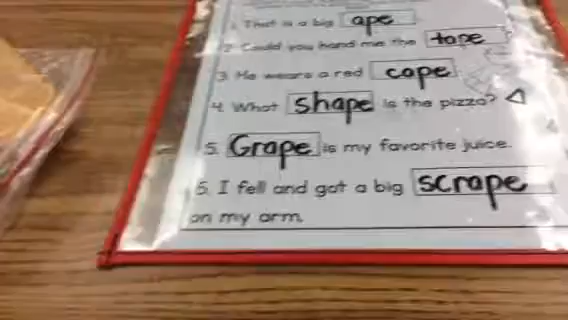 1. That is a big ape
2. Could you hand me the tape
3. He wears a red cape
4. What shape is the pizza?
5. Grape is my favorite juice.
5. I fell and got a big scrape
on my arm.